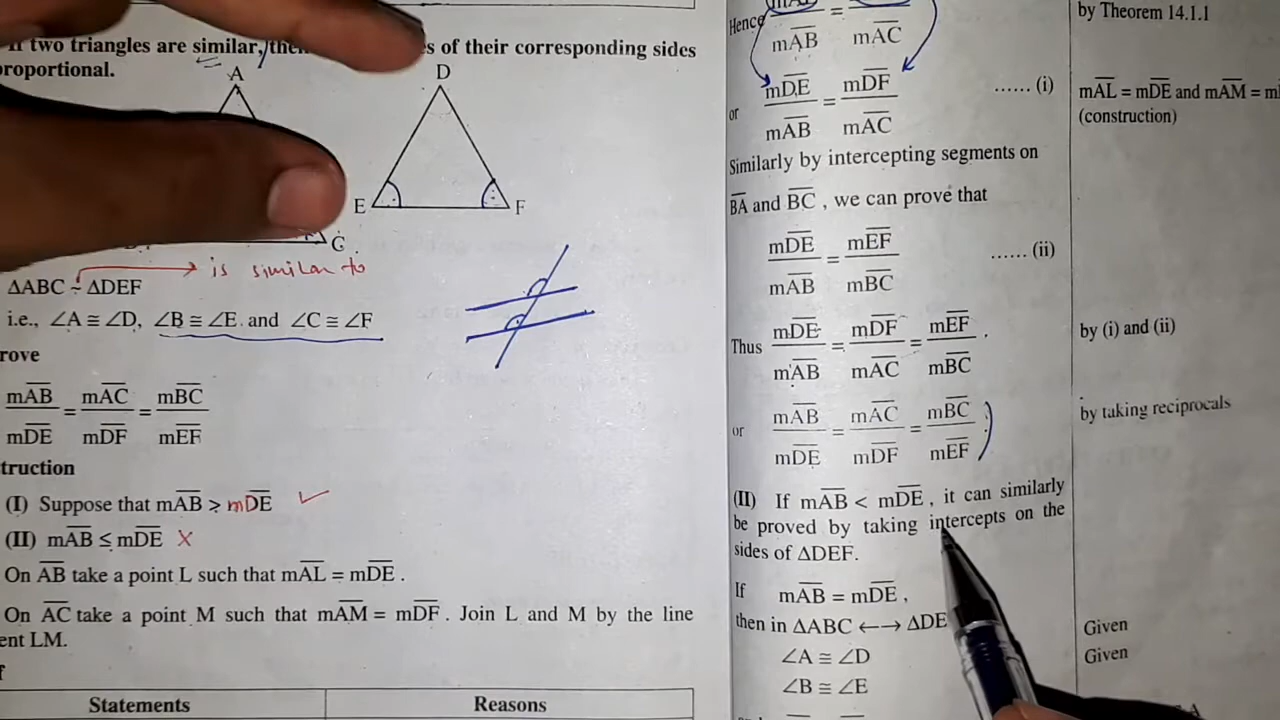 If two triangles are similar, of their corresponding sides
proportional.
A
D
E
F
C
is similar to
ΔABC ~ ΔDEF
i.e., ∠A ≅ ∠D, ∠B ≅ ∠E and ∠C ≅ ∠F
rove
mAB/mDE = mAC/mDF = mBC/mEF
truction
(I) Suppose that mAB > mDE
(II) mAB ≤ mDE ✗
On AB take a point L such that mAL = mDE .
On AC take a point M such that mAM = mDF . Join L and M by the line
ent LM.
f
Statements
Reasons
Hence
mAB = mAC
by Theorem 14.1.1
or mDE/mAB = mDF/mAC ...... (i)
mAL = mDE and mAM = m
(construction)
Similarly by intercepting segments on
BA and BC , we can prove that
mDE/mAB = mEF/mBC ...... (ii)
Thus mDE/mAB = mDF/mAC = mEF/mBC .
by (i) and (ii)
or mAB/mDE = mAC/mDF = mBC/mEF
by taking reciprocals
(II) If mAB < mDE , it can similarly
be proved by taking intercepts on the
sides of ΔDEF.
If mAB = mDE ,
then in ΔABC ←→ ΔDE
Given
∠A ≅ ∠D
Given
∠B ≅ ∠E